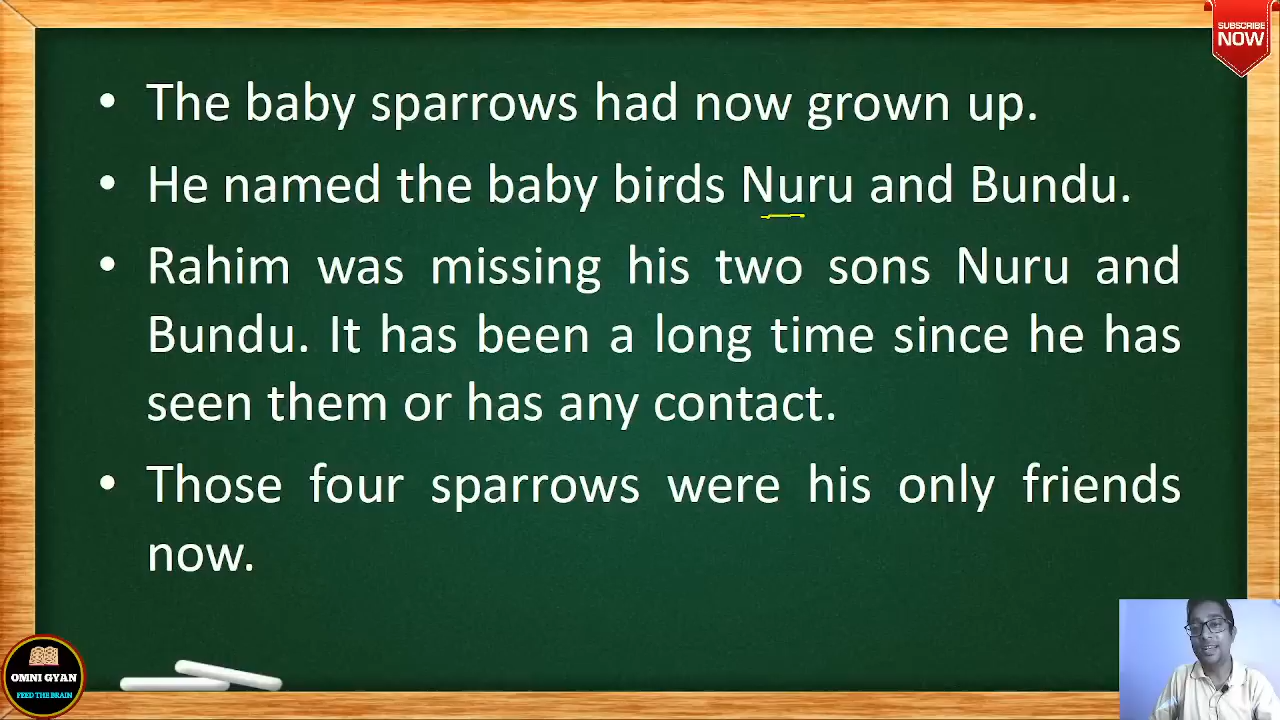 SUBSCRIBE
NOW
• The baby sparrows had now grown up.
• He named the baby birds Nuru and Bundu.
• Rahim was missing his two sons Nuru and
Bundu. It has been a long time since he has
seen them or has any contact.
• Those four sparrows were his only friends
now.
OMNI GYAN
FEED THE BRAIN